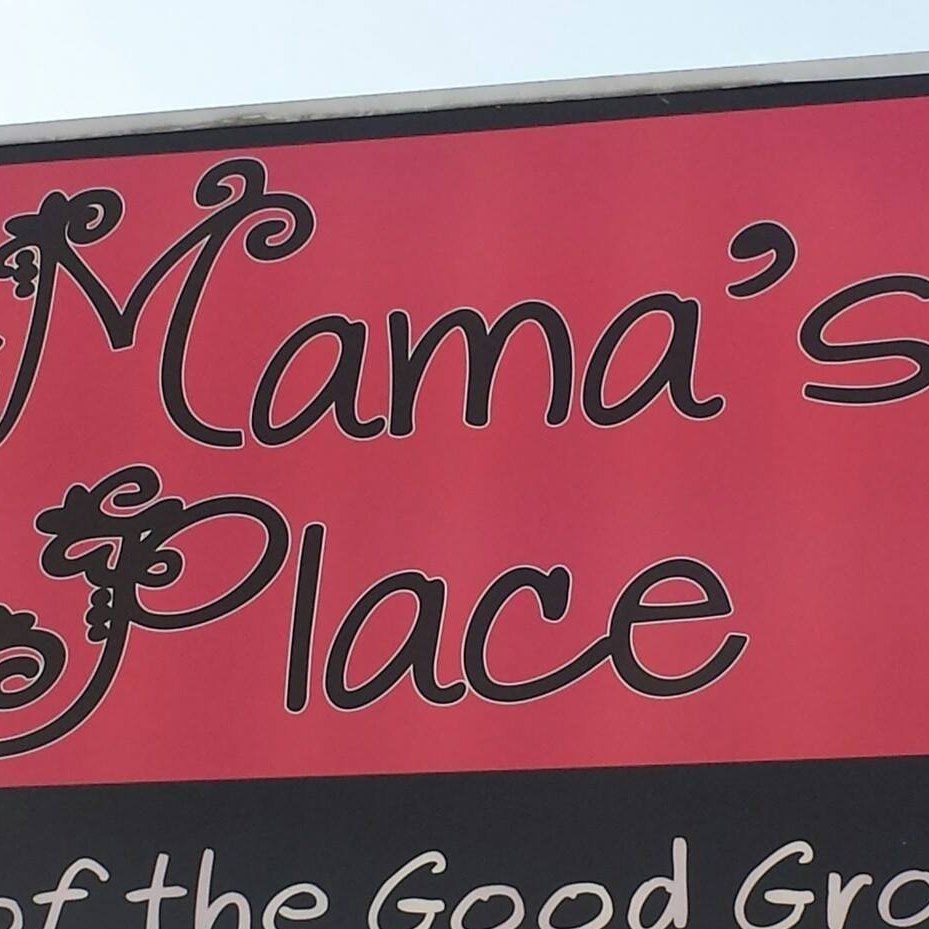 Mama's
Place
of the Good